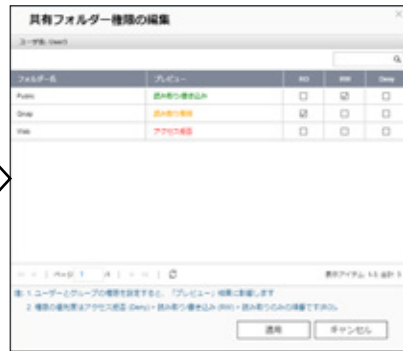 共有フォルダー権限の編集
ユーザ名: User3
フォルダー名 プレビュー RO RW Deny
Public 読み取り/書き込み
Qnap 読み取り専用
Web アクセス拒否
ページ 1 /1 表示アイテム: 1-3, 合計: 3
注: 1. ユーザーとグループの権限を設定すると、「プレビュー」結果に影響します
2. 権限の優先度はアクセス拒否 (Deny) > 読み取り/書き込み (RW) > 読み取りのみの順番です(RO)。
適用 キャンセル